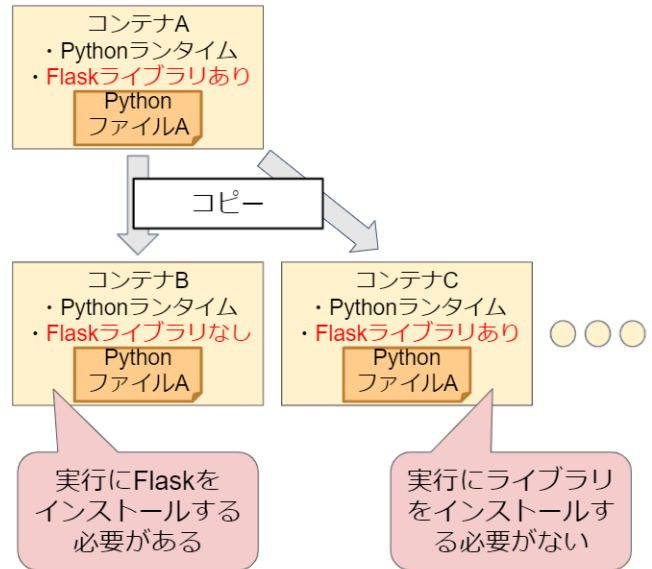 コンテナA
・Pythonランタイム
・Flaskライブラリあり
Python
ファイルA
コピー
コンテナB
・Pythonランタイム
・Flaskライブラリなし
Python
ファイルA
コンテナC
・Pythonランタイム
・Flaskライブラリあり
Python
ファイルA
実行にFlaskを
インストールする
必要がある
実行にライブラリ
をインストールす
る必要がない